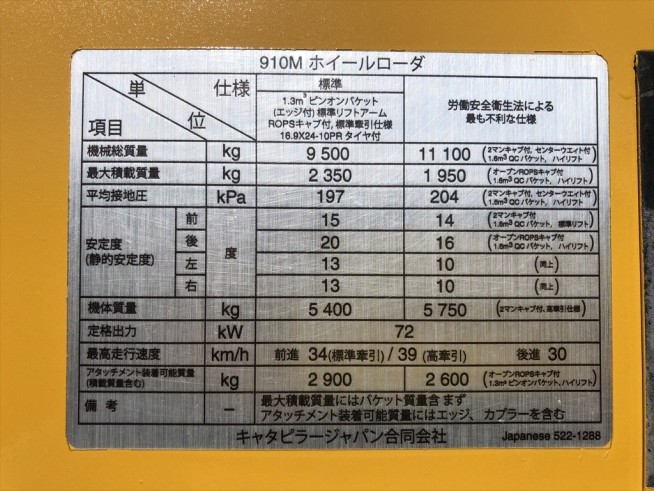 910M ホイールローダ
単位 仕様 項目
標準
1.3m³ ピンオンバケット
(エッジ付) 標準リフトアーム
ROPSキャブ付, 標準牽引仕様
16.9X24-10PR タイヤ付
労働安全衛生法による
最も不利な仕様
機械総質量 kg 9 500 11 100 (2マンキャブ付, センターウエイト付 1.6m³ QC バケット, ハイリフト)
最大積載質量 kg 2 350 1 950 (オープンROPSキャブ付 1.6m³ QC バケット, ハイリフト)
平均接地圧 kPa 197 204 (2マンキャブ付, センターウエイト付 1.6m³ QC バケット, ハイリフト)
安定度 (静的安定度) 度
前 15 14 (2マンキャブ付 1.6m³ QC バケット, 標準リフト)
後 20 16 (オープンROPSキャブ付 1.6m³ QC バケット, ハイリフト)
左 13 10 (同上)
右 13 10 (同上)
機体質量 kg 5 400 5 750 (2マンキャブ付, 高牽引仕様)
定格出力 kW 72
最高走行速度 km/h 前進 34(標準牽引) / 39 (高牽引) 後進 30
アタッチメント装着可能質量 (積載質量含む) kg 2 900 2 600 (オープンROPSキャブ付 1.3m³ ピンオンバケット, ハイリフト)
備考 – 最大積載質量にはバケット質量含まず
アタッチメント装着可能質量にはエッジ、カプラーを含む
キャタピラージャパン合同会社 Japanese 522-1288